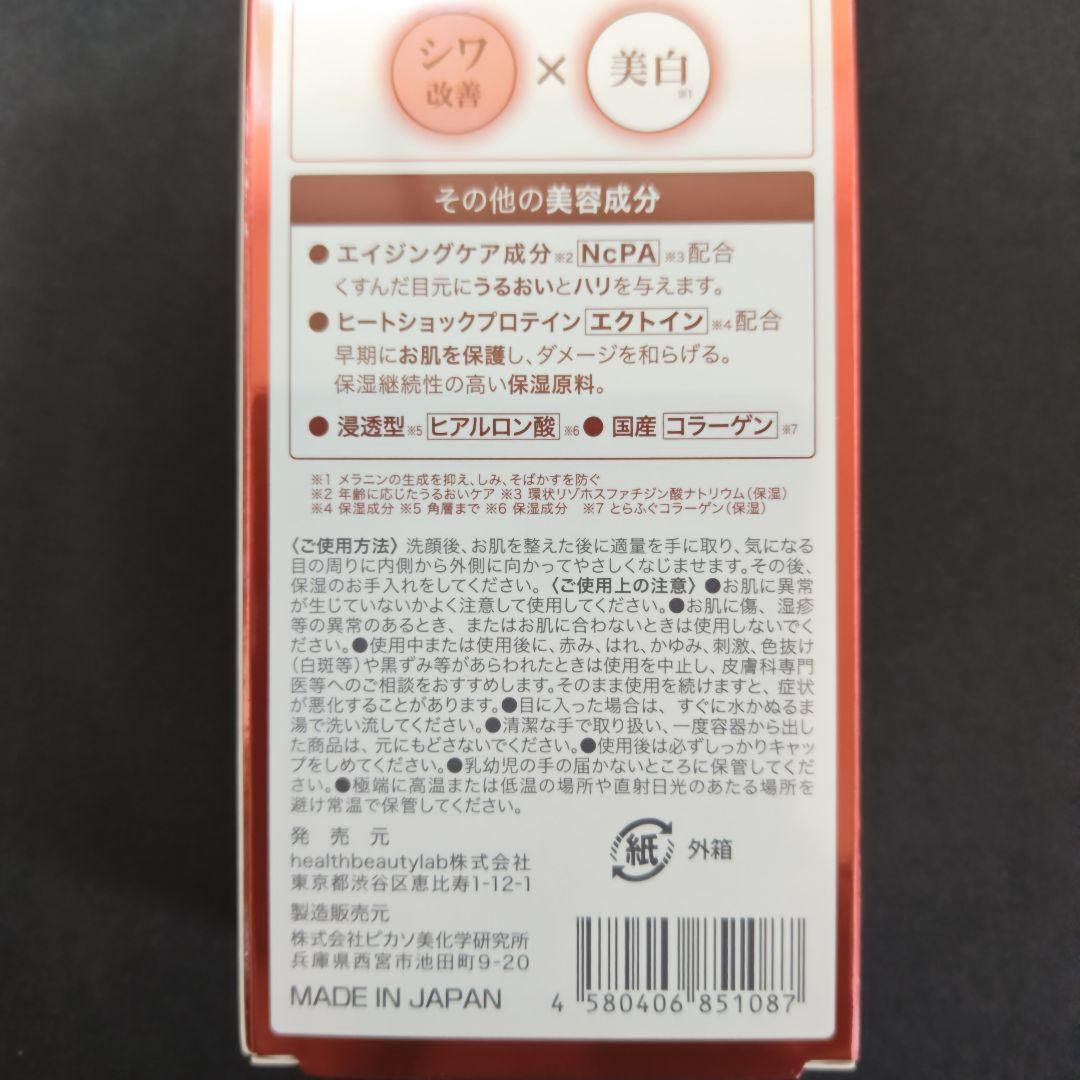 シワ
改善
×
美白
※1
その他の美容成分
●エイジングケア成分※2 NcPA ※3配合
くすんだ目元にうるおいとハリを与えます。
●ヒートショックプロテイン エクトイン ※4配合
早期にお肌を保護し、ダメージを和らげる。
保湿継続性の高い保湿原料。
●浸透型※5 ヒアルロン酸 ※6 ●国産 コラーゲン ※7
※1 メラニンの生成を抑え、しみ、そばかすを防ぐ
※2 年齢に応じたうるおいケア ※3 環状リゾホスファチジン酸ナトリウム(保湿)
※4 保湿成分 ※5 角層まで ※6 保湿成分 ※7 とらふぐコラーゲン(保湿)
〈ご使用方法〉洗顔後、お肌を整えた後に適量を手に取り、気になる
目の周りに内側から外側に向かってやさしくなじませます。その後、
保湿のお手入れをしてください。〈ご使用上の注意〉●お肌に異常
が生じていないかよく注意して使用してください。●お肌に傷、湿疹
等の異常のあるとき、またはお肌に合わないときは使用しないでく
ださい。●使用中または使用後に、赤み、はれ、かゆみ、刺激、色抜け
(白斑等)や黒ずみ等があらわれたときは使用を中止し、皮膚科専門
医等へのご相談をおすすめします。そのまま使用を続けますと、症状
が悪化することがあります。●目に入った場合は、すぐに水かぬるま
湯で洗い流してください。●清潔な手で取り扱い、一度容器から出し
た商品は、元にもどさないでください。●使用後は必ずしっかりキャッ
プをしめてください。●乳幼児の手の届かないところに保管してくだ
さい。●極端に高温または低温の場所や直射日光のあたる場所を
避け常温で保管してください。
発売元
healthbeautylab株式会社
東京都渋谷区恵比寿1-12-1
製造販売元
株式会社ピカソ美化学研究所
兵庫県西宮市池田町9-20
MADE IN JAPAN
紙 外箱
4 580406 851087